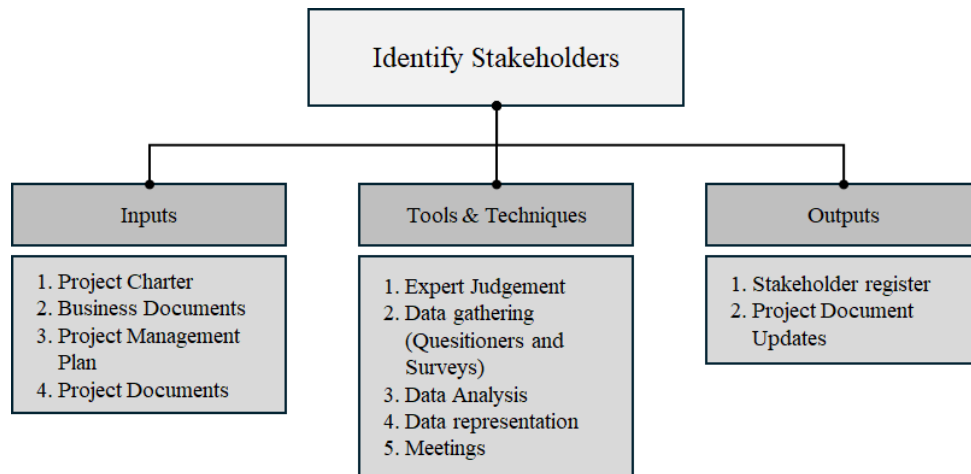 Identify Stakeholders
Inputs
1. Project Charter
2. Business Documents
3. Project Management
Plan
4. Project Documents
Tools & Techniques
1. Expert Judgement
2. Data gathering
(Quesitioners and
Surveys)
3. Data Analysis
4. Data representation
5. Meetings
Outputs
1. Stakeholder register
2. Project Document
Updates